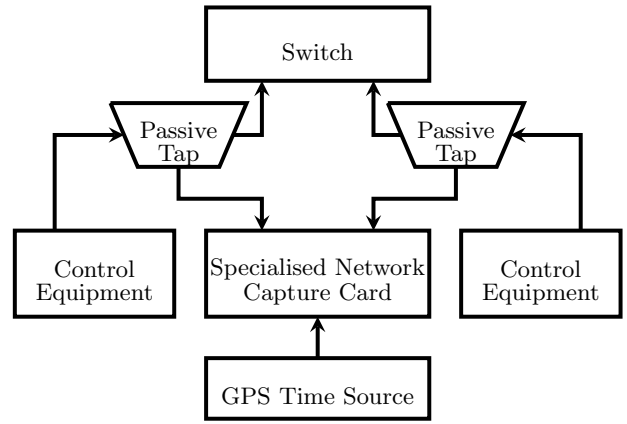 Switch
Passive
Tap
Passive
Tap
Control
Equipment
Specialised Network
Capture Card
Control
Equipment
GPS Time Source